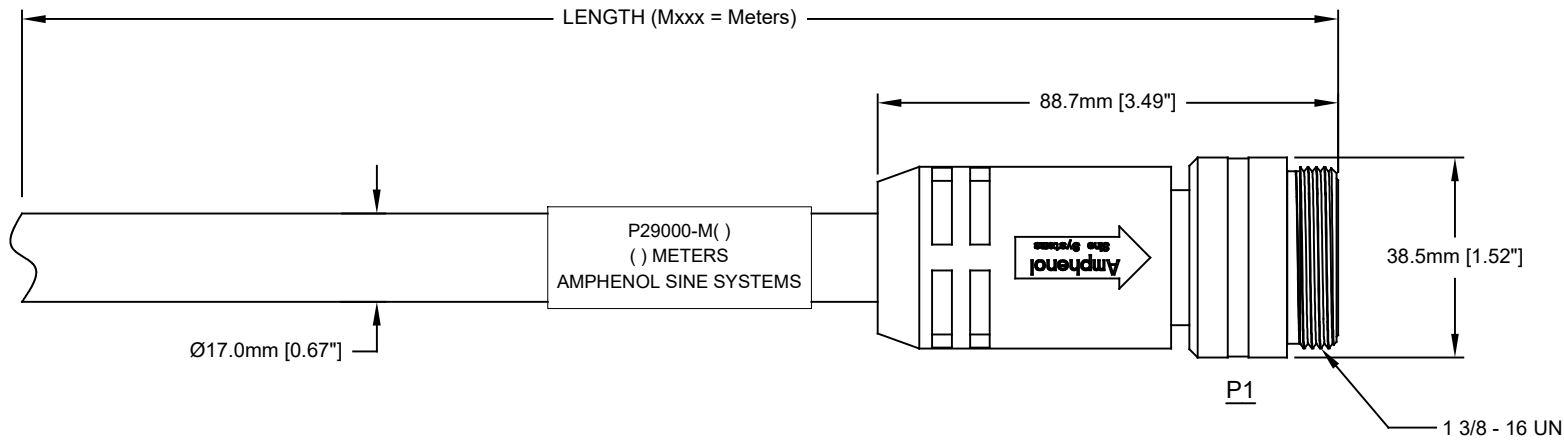 LENGTH (Mxxx = Meters)
88.7mm [3.49"]
P29000-M( )
( ) METERS
AMPHENOL SINE SYSTEMS
Amphenol
Sine Systems
38.5mm [1.52"]
Ø17.0mm [0.67"]
P1
1 3/8 - 16 UN